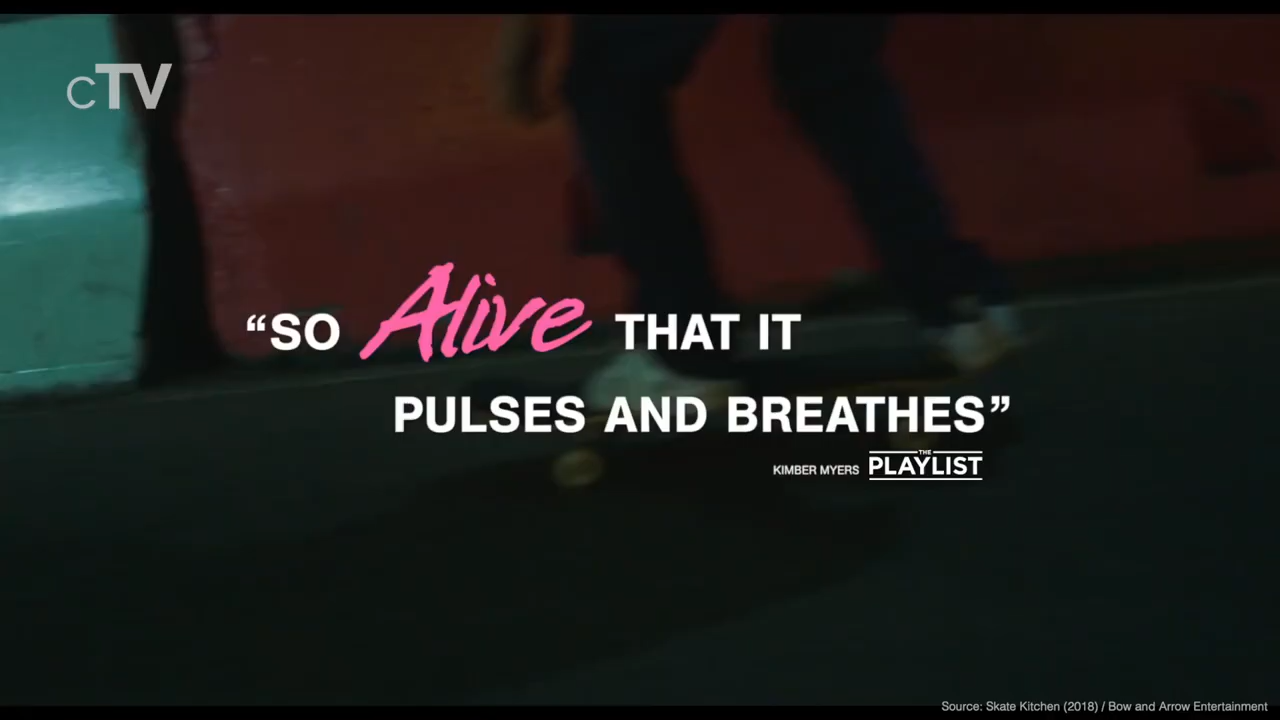 cTV
“SO Alive THAT IT
PULSES AND BREATHES”
KIMBER MYERS THE PLAYLIST
Source: Skate Kitchen (2018) / Bow and Arrow Entertainment